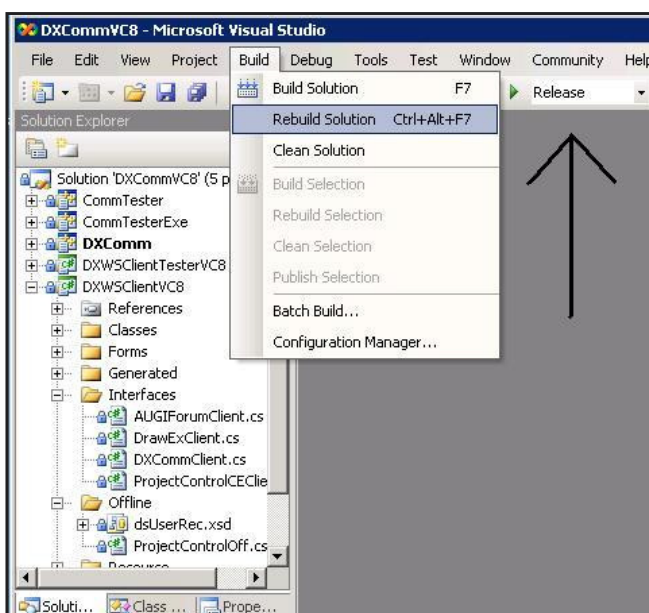 DXCommVC8 - Microsoft Visual Studio
File Edit View Project Build Debug Tools Test Window Community Help
Release
Solution Explorer
Build Solution F7
Rebuild Solution Ctrl+Alt+F7
Clean Solution
Build Selection
Rebuild Selection
Clean Selection
Publish Selection
Batch Build...
Configuration Manager...
Solution 'DXCommVC8' (5 p
CommTester
CommTesterExe
DXComm
DXWSClientTesterVC8
DXWSClientVC8
References
Classes
Forms
Generated
Interfaces
AUGIForumClient.cs
DrawExClient.cs
DXCommClient.cs
ProjectControlCEClie
Offline
dsUserRec.xsd
ProjectControlOff.cs
Soluti... Class ... Prope...